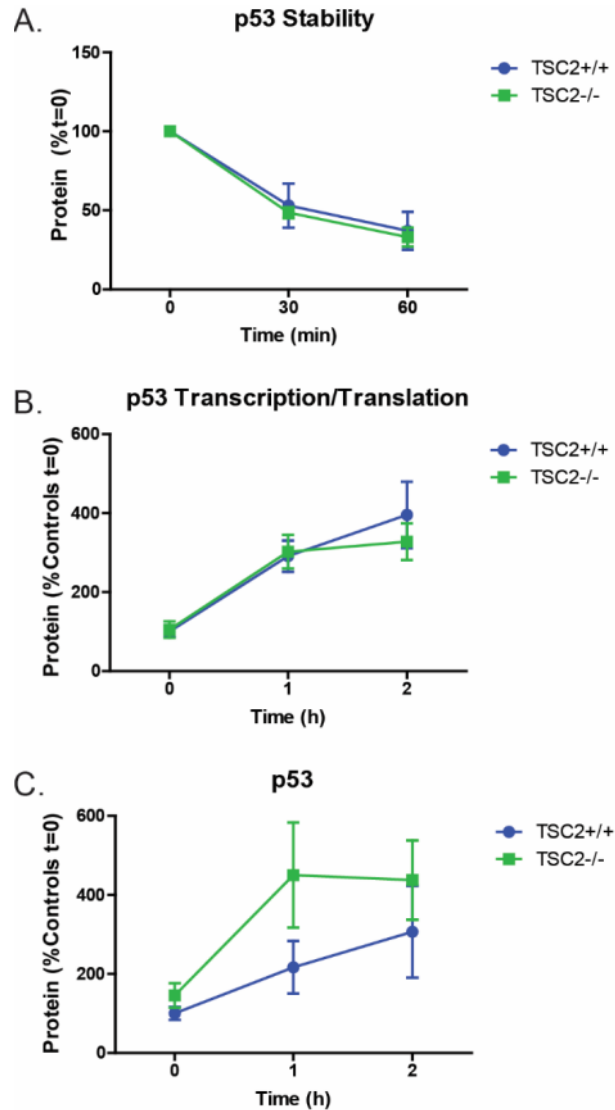 A.
p53 Stability
Protein (%t=0)
150
100
50
0
0 30 60
Time (min)
TSC2+/+
TSC2-/-
B.
p53 Transcription/Translation
Protein (%Controls t=0)
600
400
200
0
0 1 2
Time (h)
TSC2+/+
TSC2-/-
C.
p53
Protein (%Controls t=0)
600
400
200
0
0 1 2
Time (h)
TSC2+/+
TSC2-/-